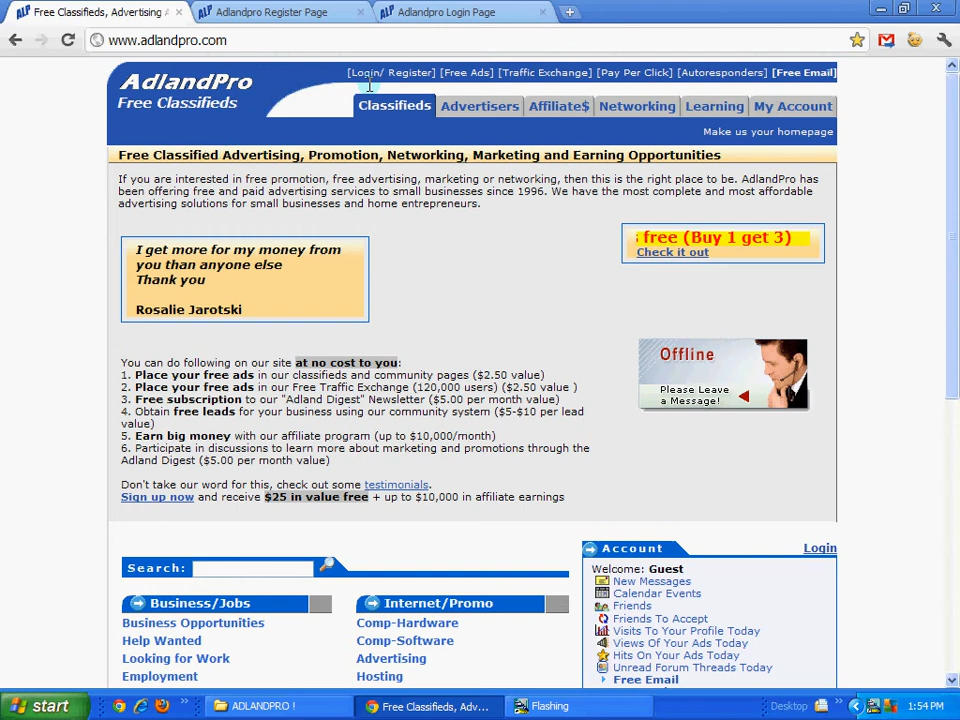 Free Classifieds, Advertising
Adlandpro Register Page
Adlandpro Login Page
www.adlandpro.com
AdlandPro
Free Classifieds
[Login/ Register] [Free Ads] [Traffic Exchange] [Pay Per Click] [Autoresponders] [Free Email]
Classifieds Advertisers Affiliate$ Networking Learning My Account
Make us your homepage
Free Classified Advertising, Promotion, Networking, Marketing and Earning Opportunities
If you are interested in free promotion, free advertising, marketing or networking, then this is the right place to be. AdlandPro has
been offering free and paid advertising services to small businesses since 1996. We have the most complete and most affordable
advertising solutions for small businesses and home entrepreneurs.
I get more for my money from
you than anyone else
Thank you
Rosalie Jarotski
free (Buy 1 get 3)
Check it out
Offline
Please Leave
a Message!
You can do following on our site at no cost to you:
1. Place your free ads in our classifieds and community pages ($2.50 value)
2. Place your free ads in our Free Traffic Exchange (120,000 users) ($2.50 value )
3. Free subscription to our "Adland Digest" Newsletter ($5.00 per month value)
4. Obtain free leads for your business using our community system ($5-$10 per lead
value)
5. Earn big money with our affiliate program (up to $10,000/month)
6. Participate in discussions to learn more about marketing and promotions through the
Adland Digest ($5.00 per month value)
Don't take our word for this, check out some testimonials.
Sign up now and receive $25 in value free + up to $10,000 in affiliate earnings
Search:
Business/Jobs
Business Opportunities
Help Wanted
Looking for Work
Employment
Internet/Promo
Comp-Hardware
Comp-Software
Advertising
Hosting
Account
Login
Welcome: Guest
New Messages
Calendar Events
Friends
Friends To Accept
Visits To Your Profile Today
Views Of Your Ads Today
Hits On Your Ads Today
Unread Forum Threads Today
Free Email
start
ADLANDPRO !
Free Classifieds, Adv...
Flashing
Desktop
1:54 PM